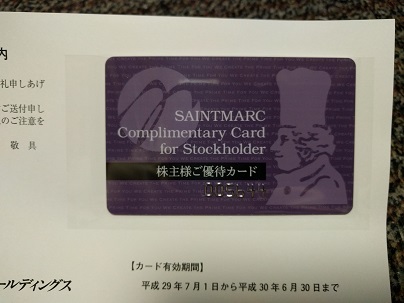 内
礼申しあげ
ご送付申し
のご注意を
敬 具
SAINTMARC
Complimentary Card
for Stockholder
株主様ご優待カード
ールディングス
【カード有効期間】
平成29年7月1日から平成30年6月30日まで